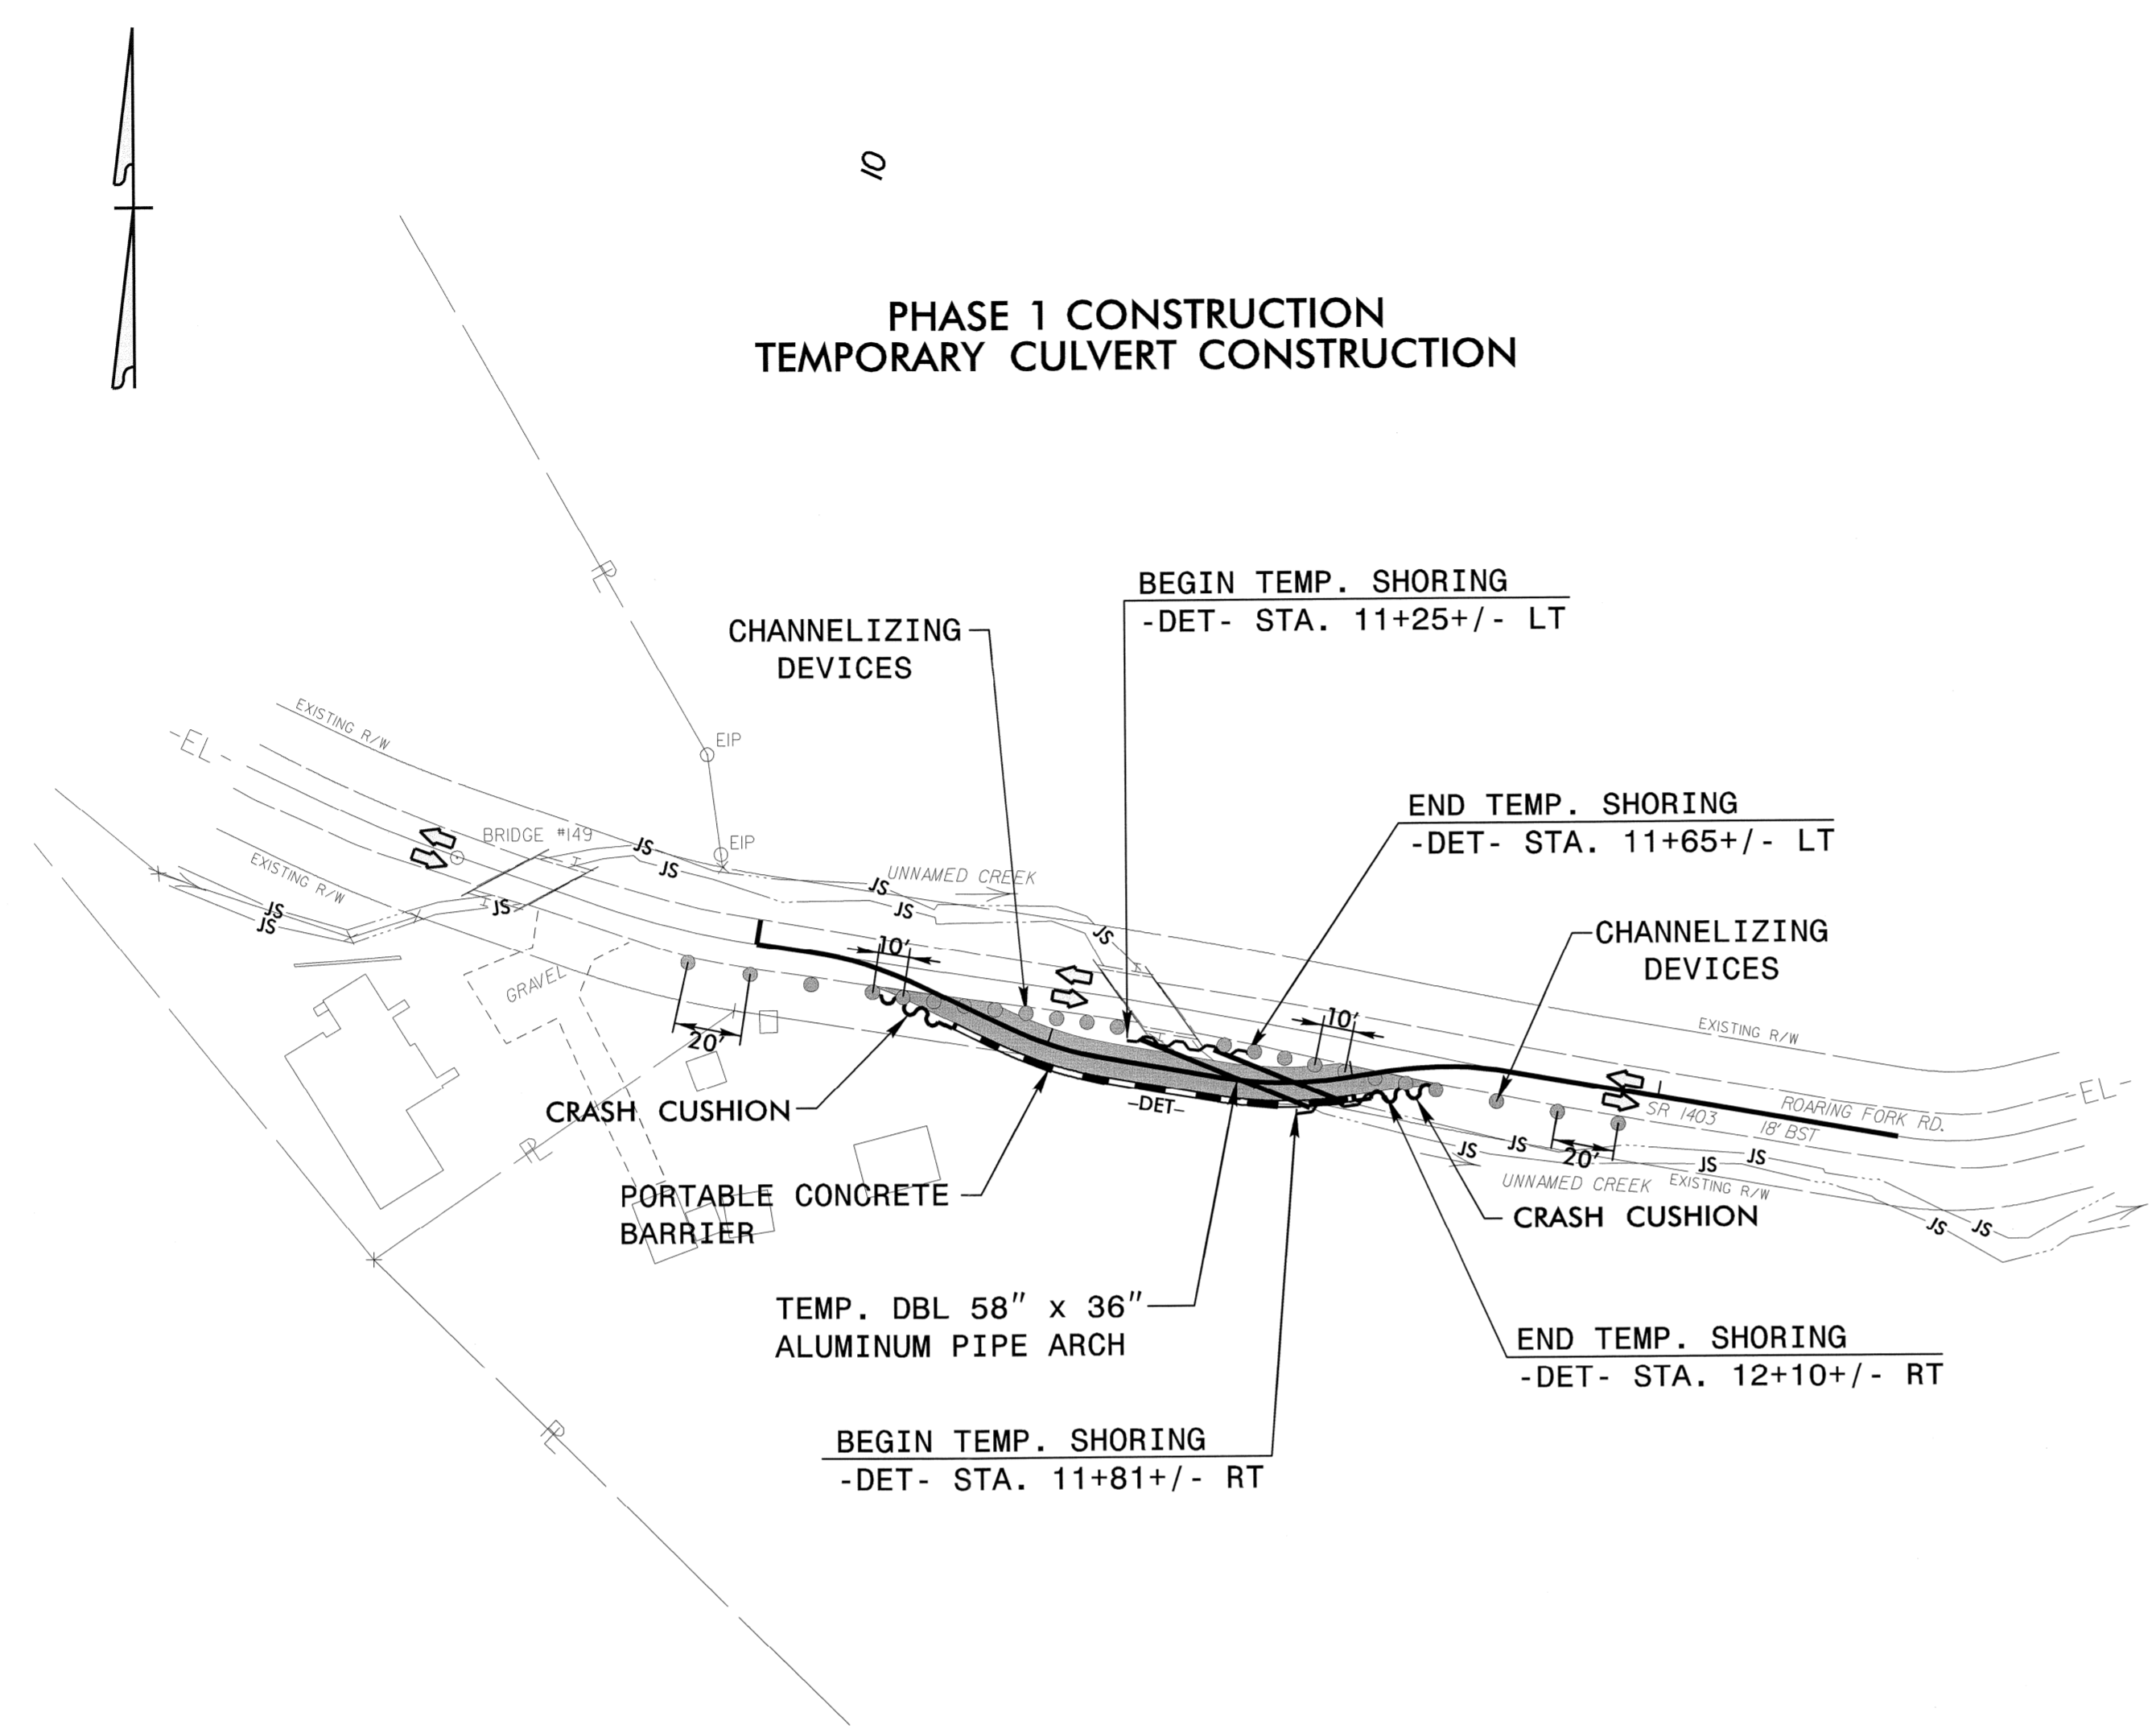 10
PHASE 1 CONSTRUCTION
TEMPORARY CULVERT CONSTRUCTION
PL
BEGIN TEMP. SHORING
-DET- STA. 11+25+/- LT
CHANNELIZING
DEVICES
EXISTING R/W
-EL-
EIP
END TEMP. SHORING
-DET- STA. 11+65+/- LT
BRIDGE #149
EIP
JS
JS
EXISTING R/W
UNNAMED CREEK
JS
JS
JS
JS
JS
JS
CHANNELIZING
DEVICES
10'
GRAVEL
20'
10'
EXISTING R/W
-EL-
CRASH CUSHION
-DET-
SR 1403
18' BST
ROARING FORK RD.
JS
JS
20'
JS
JS
PL
UNNAMED CREEK
EXISTING R/W
PORTABLE CONCRETE
BARRIER
CRASH CUSHION
JS
JS
TEMP. DBL 58" x 36"
ALUMINUM PIPE ARCH
END TEMP. SHORING
-DET- STA. 12+10+/- RT
PL
BEGIN TEMP. SHORING
-DET- STA. 11+81+/- RT